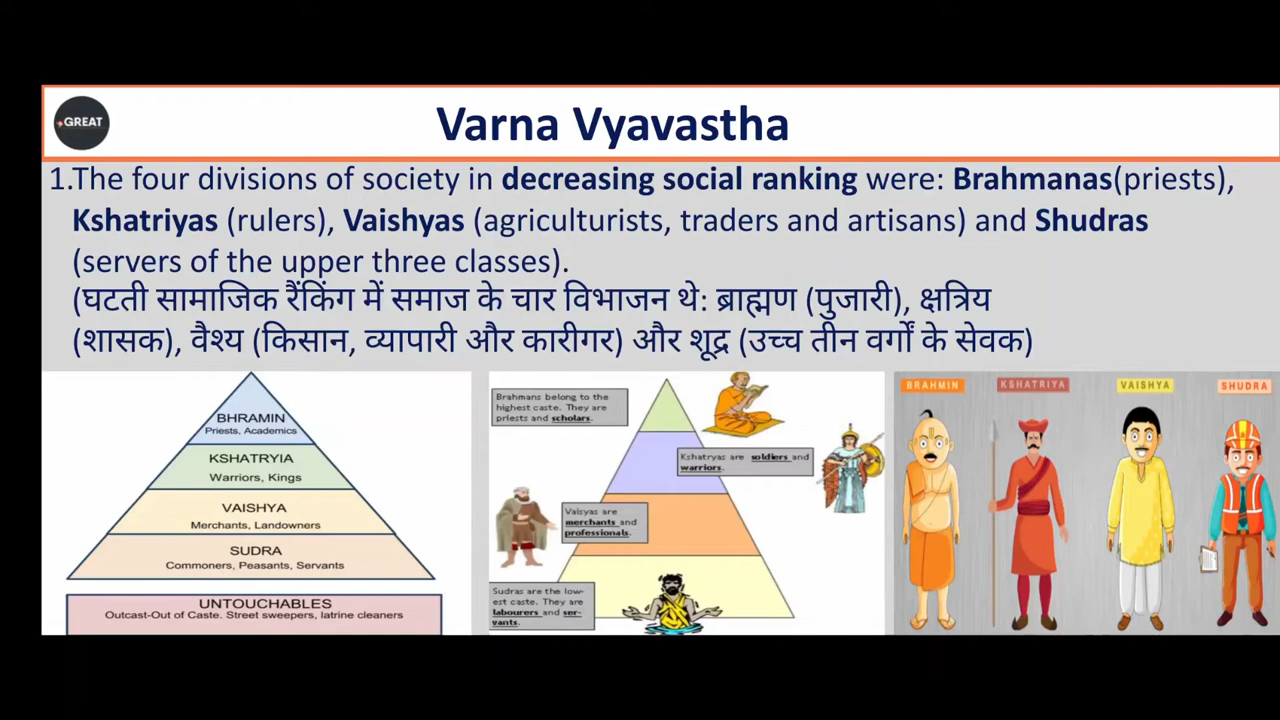 GREAT
Varna Vyavastha
1.The four divisions of society in decreasing social ranking were: Brahmanas(priests),
Kshatriyas (rulers), Vaishyas (agriculturists, traders and artisans) and Shudras
(servers of the upper three classes).
(घटती सामाजिक रैंकिंग में समाज के चार विभाजन थे: ब्राह्मण (पुजारी), क्षत्रिय
(शासक), वैश्य (किसान, व्यापारी और कारीगर) और शूद्र (उच्च तीन वर्गों के सेवक)
BHRAMIN
Priests, Academics
KSHATRYIA
Warriors, Kings
VAISHYA
Merchants, Landowners
SUDRA
Commoners, Peasants, Servants
UNTOUCHABLES
Outcast-Out of Caste. Street sweepers, latrine cleaners
Brahmans belong to the
highest caste. They are
priests and scholars.
Kshatryas are soldiers and
warriors.
Vaisyas are
merchants and
professionals.
Sudras are the low-
est caste. They are
labourers and ser-
vants.
BRAHMIN
KSHATRIYA
VAISHYA
SHUDRA